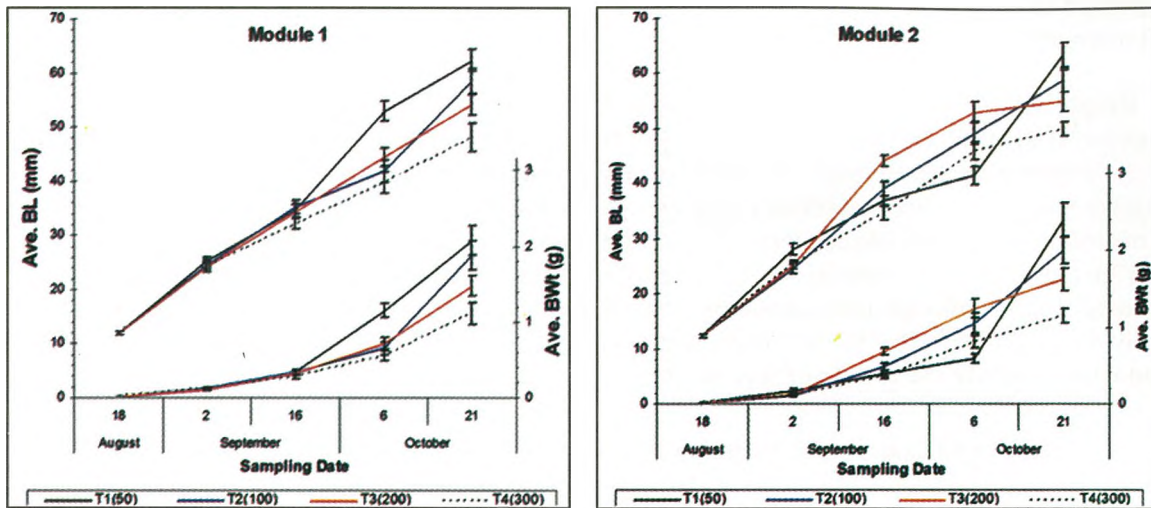 Module 1
Ave. BL (mm)
70
60
50
40
30
20
10
0
Ave. BWt (g)
3
2
1
0
18 2 16 6 21
August September October
Sampling Date
T1(50) T2(100) T3(200) T4(300)
Module 2
Ave. BL (mm)
70
60
50
40
30
20
10
0
Ave. BWt (g)
3
2
1
0
18 2 16 6 21
August September October
Sampling Date
T1(50) T2(100) T3(200) T4(300)